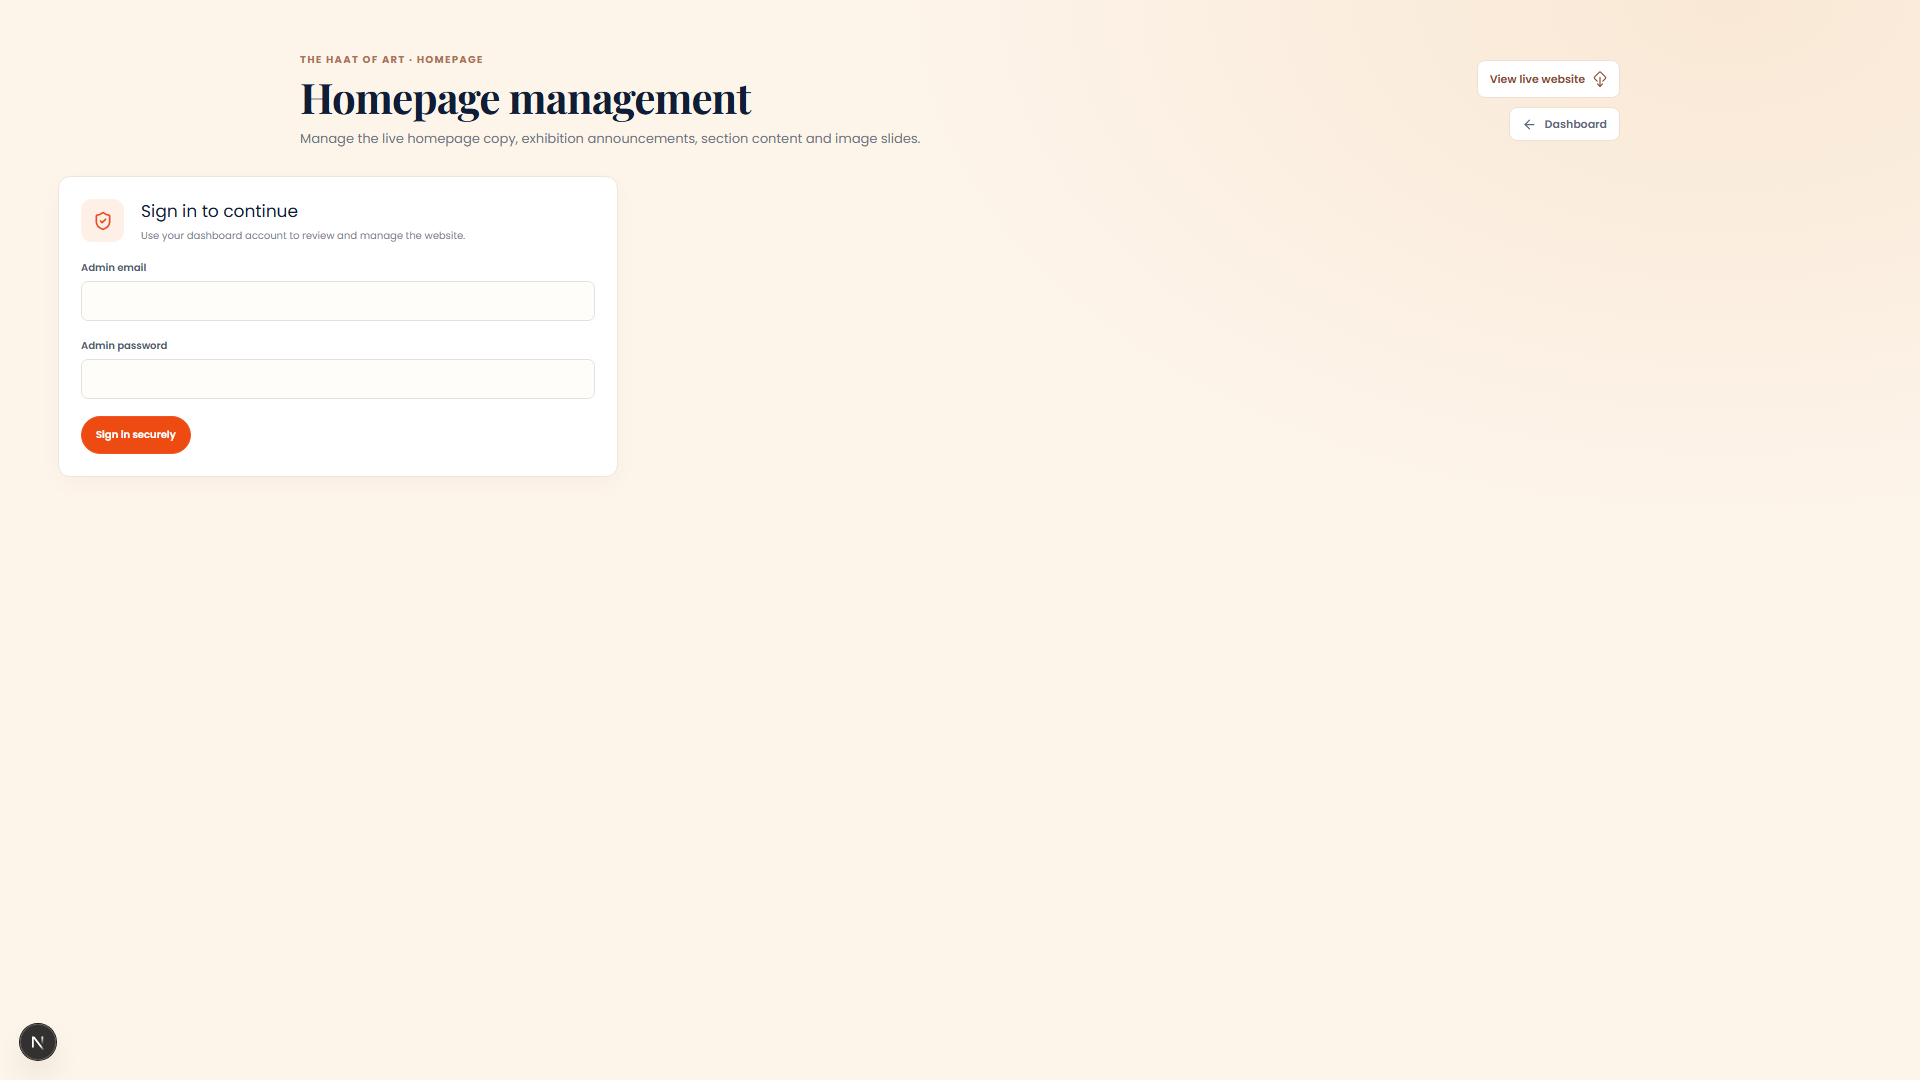 THE HAAT OF ART · HOMEPAGE
Homepage management
Manage the live homepage copy, exhibition announcements, section content and image slides.
View live website
Dashboard
Sign in to continue
Use your dashboard account to review and manage the website.
Admin email
Admin password
Sign in securely
N